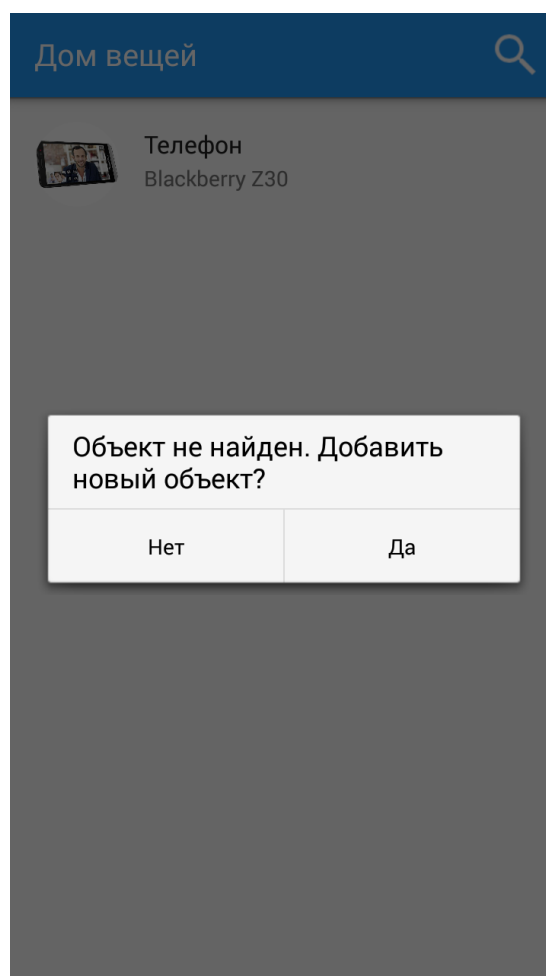 Дом вещей
Телефон
Blackberry Z30
Объект не найден. Добавить
новый объект?
Нет
Да